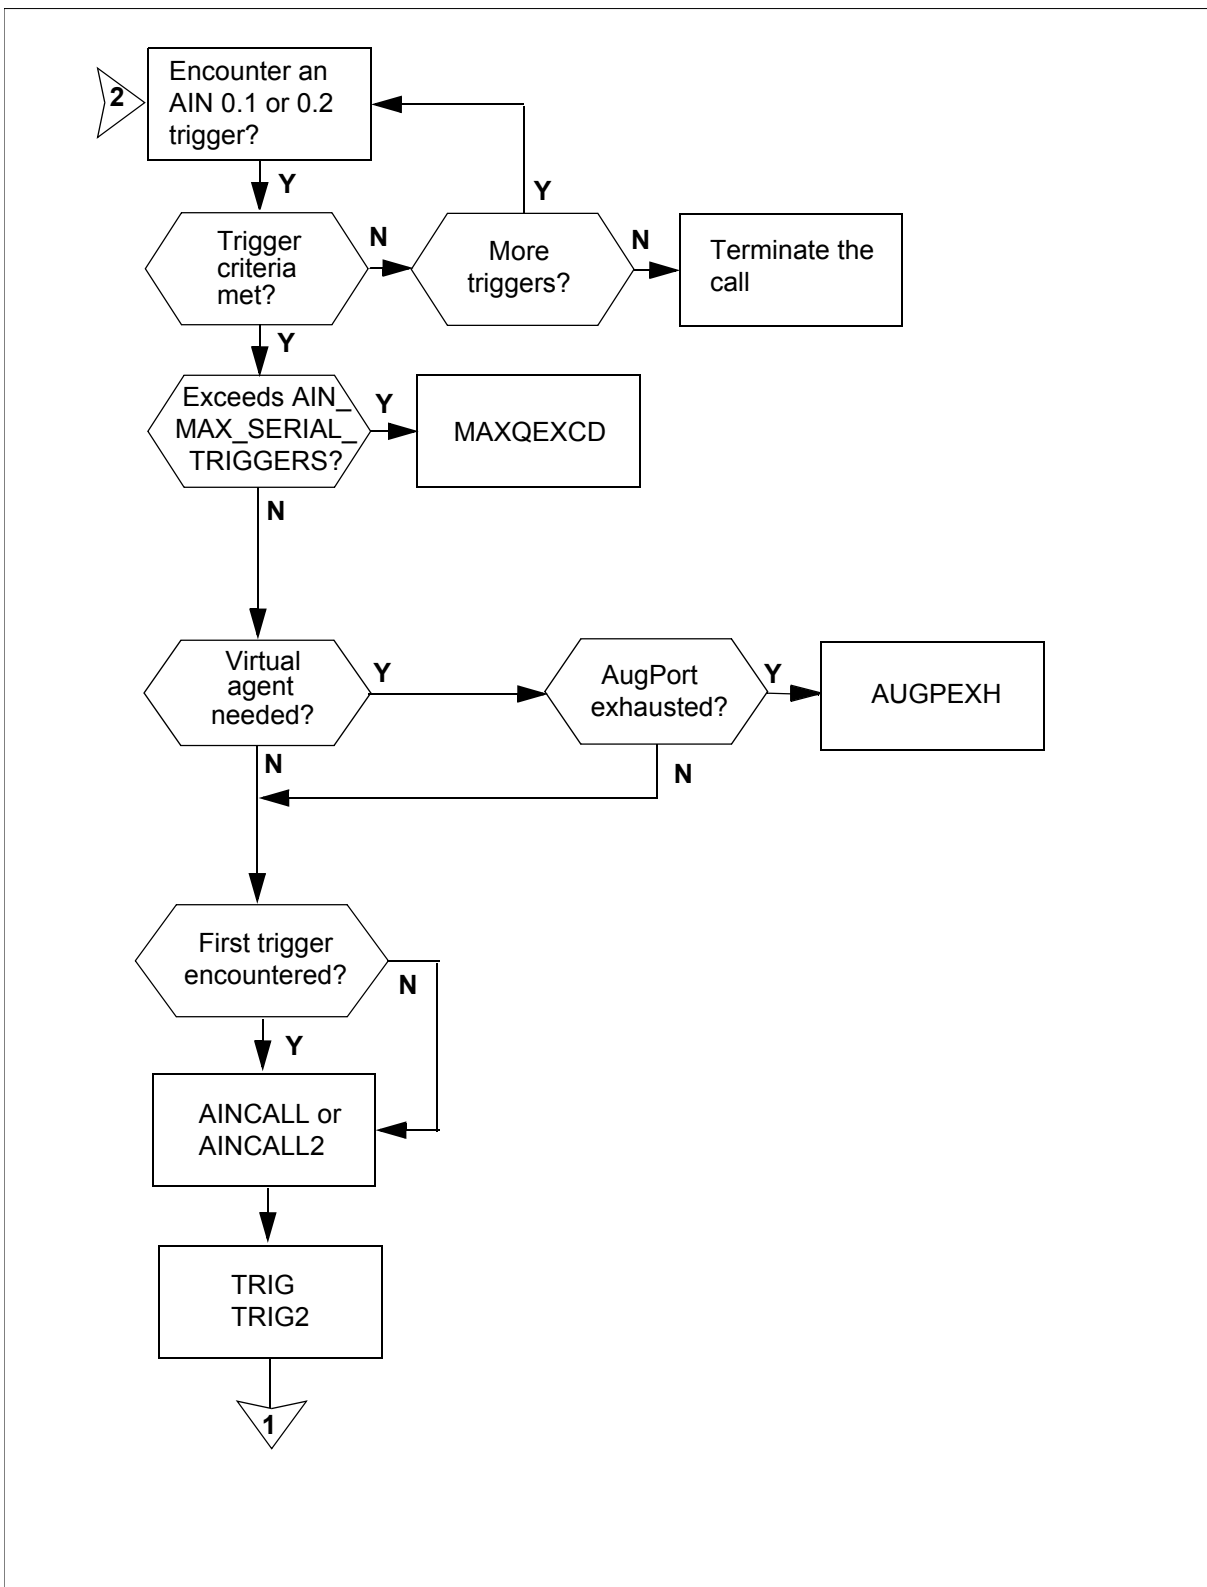 Encounter an
AIN 0.1 or 0.2
trigger?
2
Y
Y
Trigger
criteria
met?
N
More
triggers?
N
Terminate the
call
Y
Exceeds AIN_
MAX_SERIAL_
TRIGGERS?
Y
MAXQEXCD
N
Virtual
agent
needed?
Y
AugPort
exhausted?
Y
AUGPEXH
N
N
First trigger
encountered?
N
Y
AINCALL or
AINCALL2
TRIG
TRIG2
1